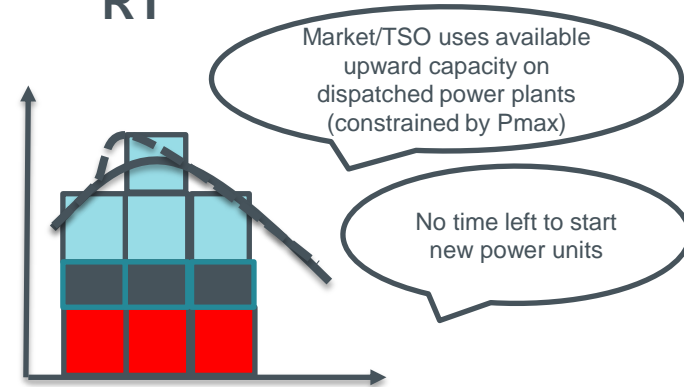 RT
Market/TSO uses available
upward capacity on
dispatched power plants
(constrained by Pmax)
No time left to start
new power units